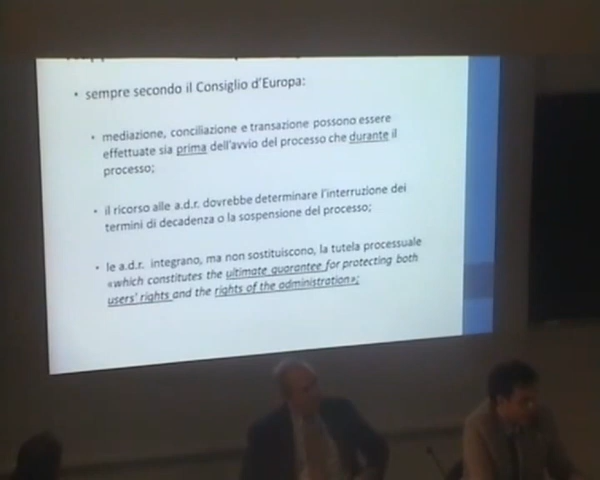 • sempre secondo il Consiglio d'Europa:
• mediazione, conciliazione e transazione possono essere
effettuate sia prima dell'avvio del processo che durante il
processo;
• il ricorso alle a.d.r. dovrebbe determinare l'interruzione dei
termini di decadenza o la sospensione del processo;
• le a.d.r. integrano, ma non sostituiscono, la tutela processuale
«which constitutes the ultimate guarantee for protecting both
users' rights and the rights of the administration»;